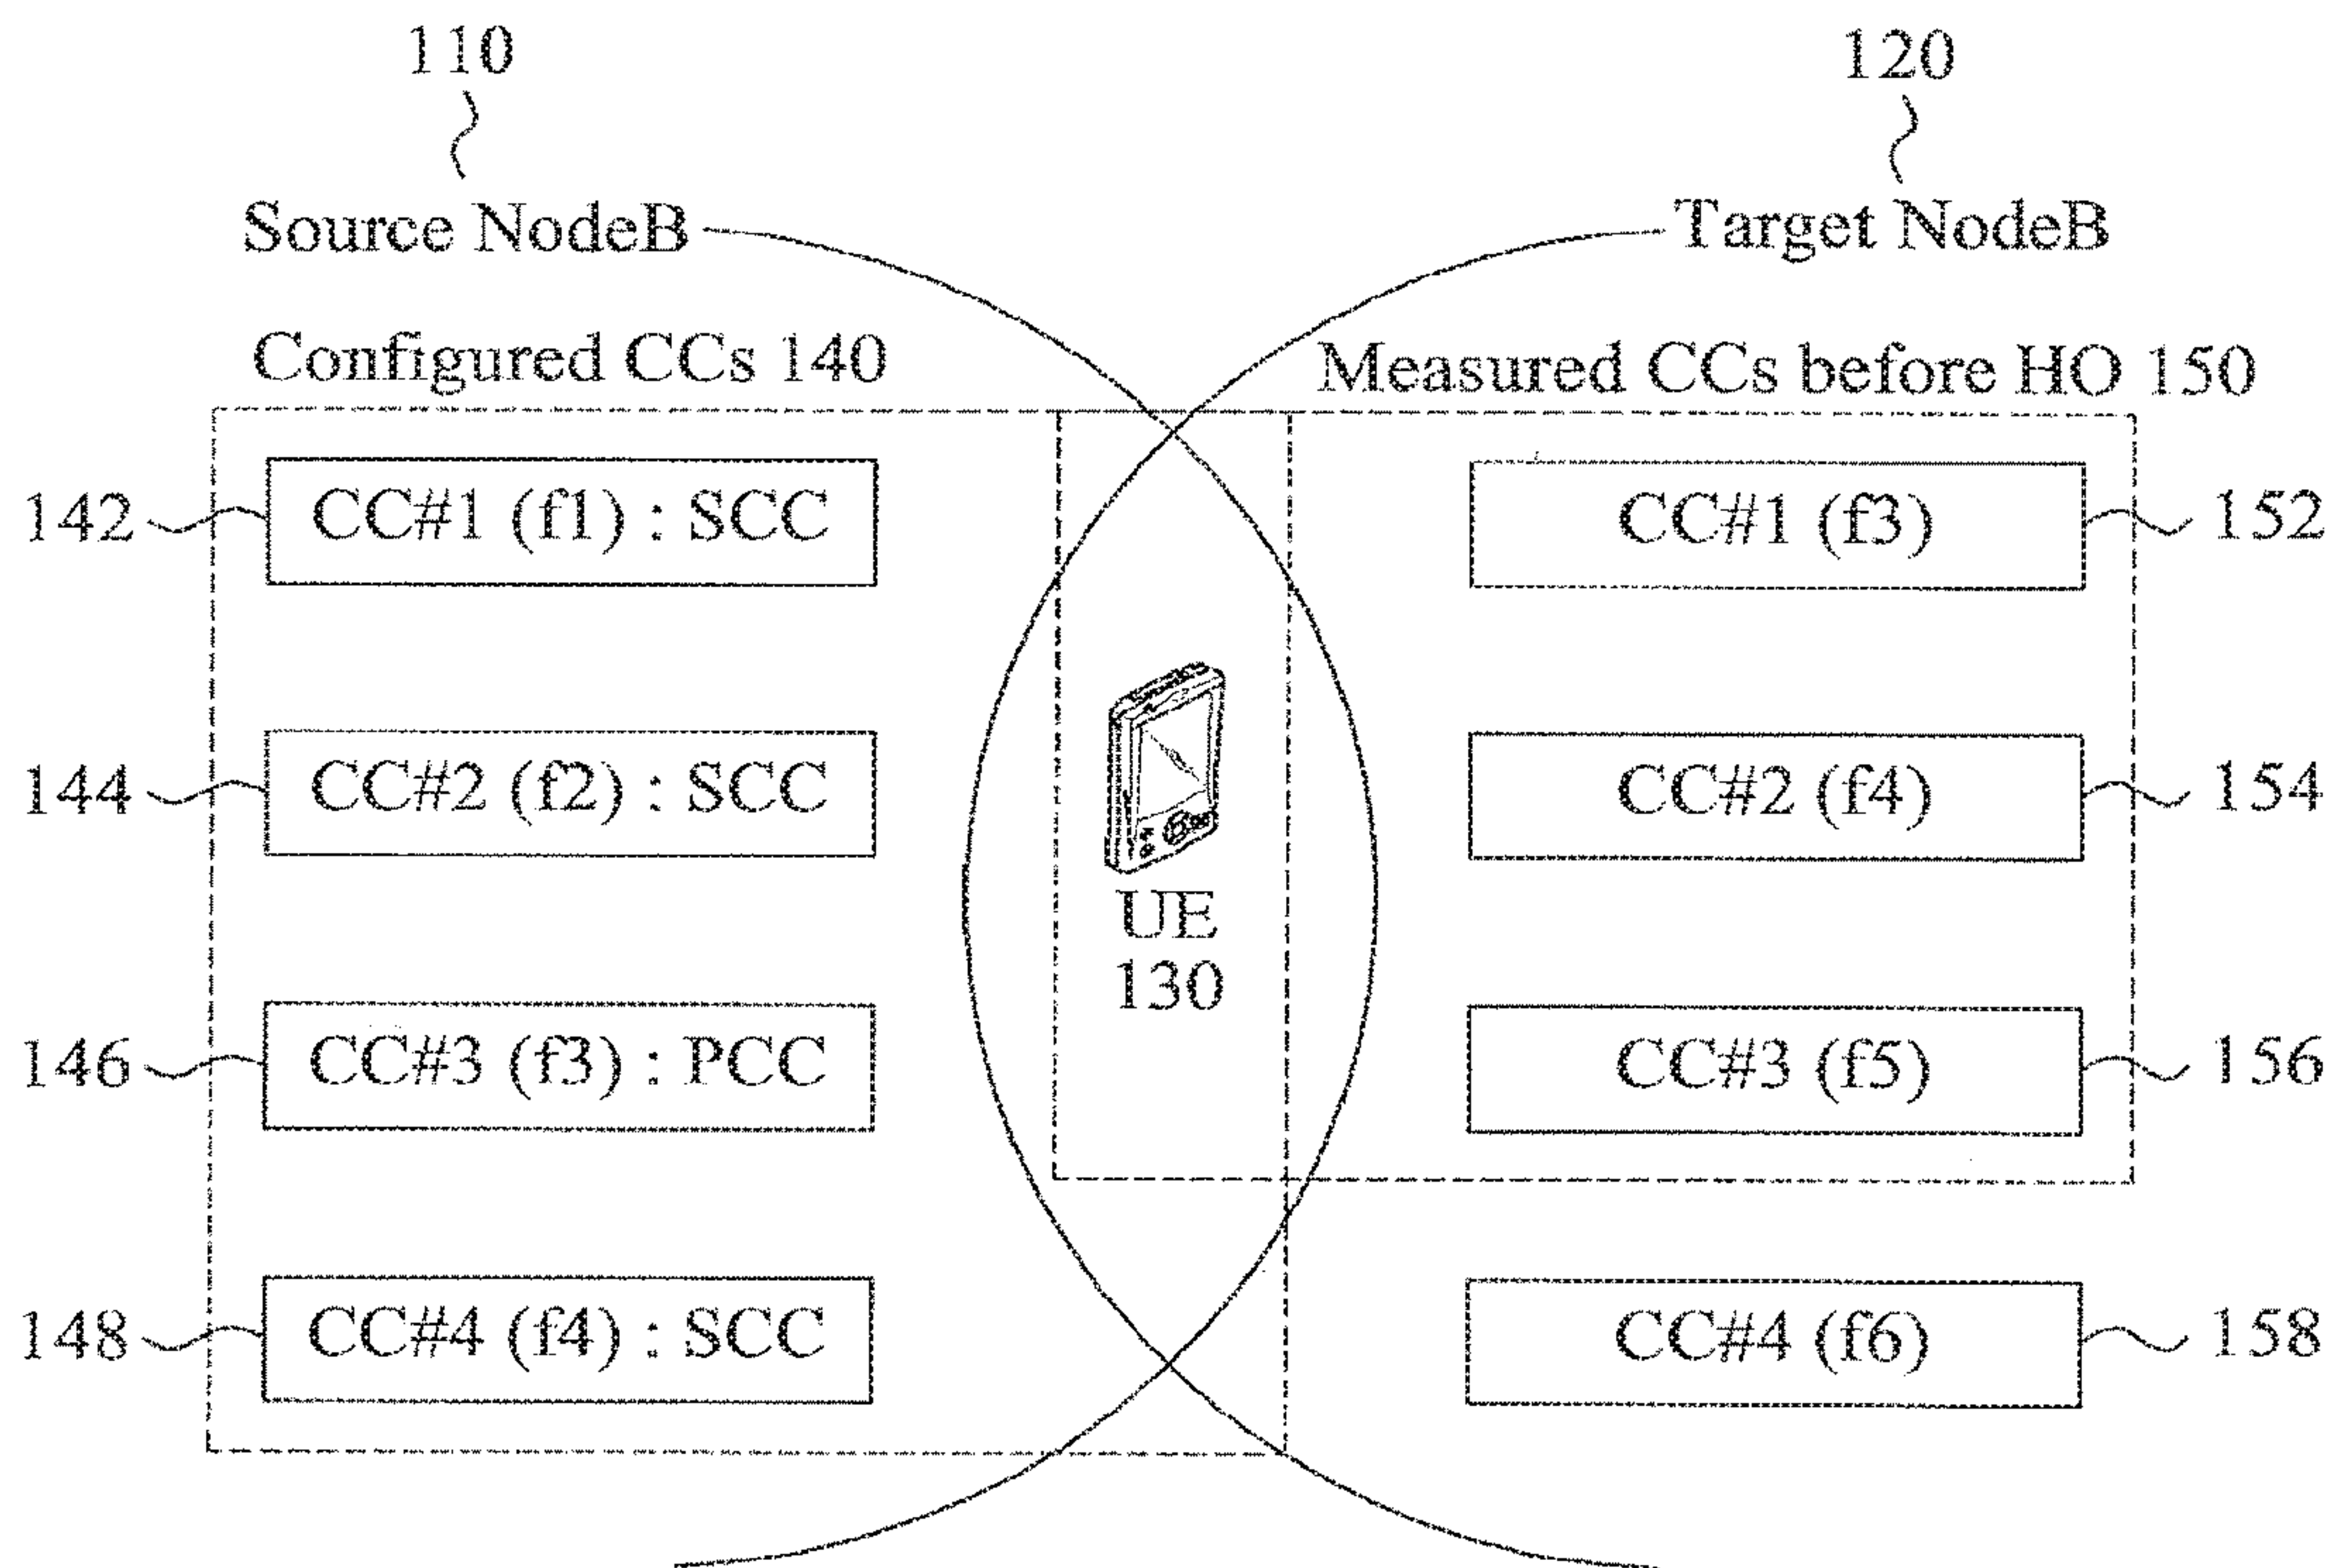 110
120
Source NodeB
Target NodeB
Configured CCs 140
Measured CCs before HO 150
142
CC#1 (f1) : SCC
CC#1 (f3)
152
144
CC#2 (f2) : SCC
CC#2 (f4)
154
UE
130
146
CC#3 (f3) : PCC
CC#3 (f5)
156
148
CC#4 (f4) : SCC
CC#4 (f6)
158